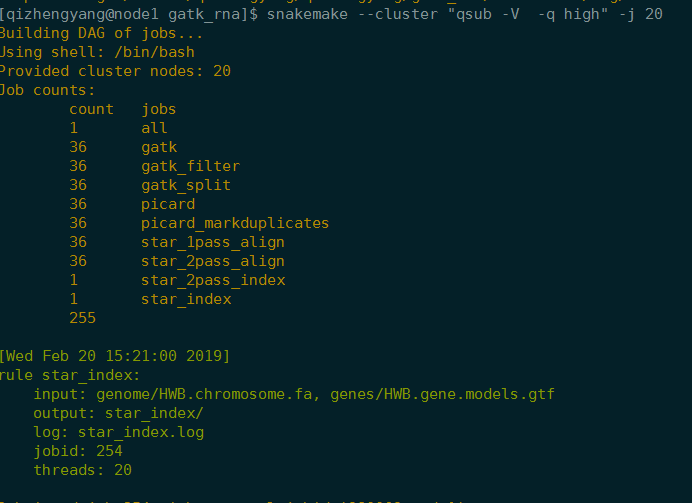 [qizhengyang@node1 gatk_rna]$ snakemake --cluster "qsub -V  -q high" -j 20
Building DAG of jobs...
Using shell: /bin/bash
Provided cluster nodes: 20
Job counts:
        count   jobs
        1       all
        36      gatk
        36      gatk_filter
        36      gatk_split
        36      picard
        36      picard_markduplicates
        36      star_1pass_align
        36      star_2pass_align
        1       star_2pass_index
        1       star_index
        255
[Wed Feb 20 15:21:00 2019]
rule star_index:
    input: genome/HWB.chromosome.fa, genes/HWB.gene.models.gtf
    output: star_index/
    log: star_index.log
    jobid: 254
    threads: 20